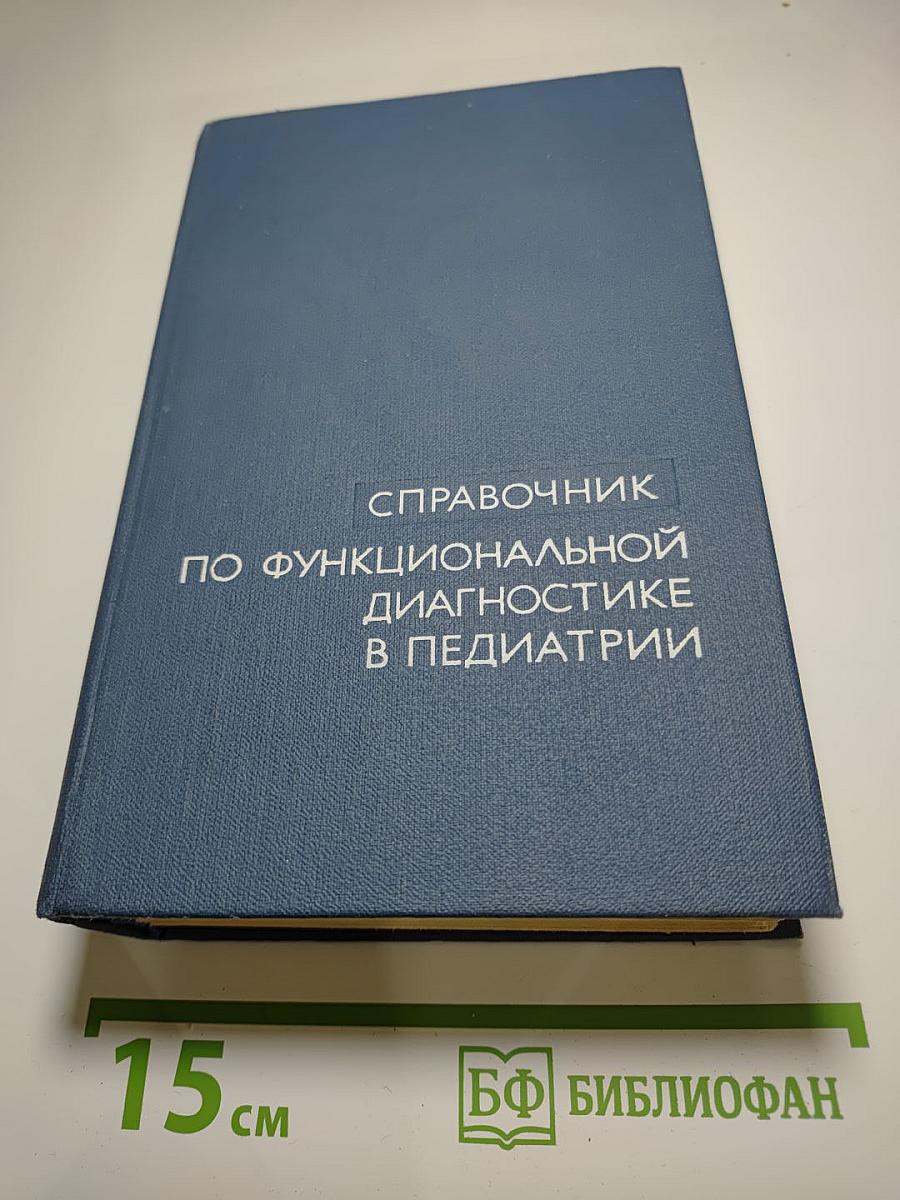 СПРАВОЧНИК
ПО ФУНКЦИОНАЛЬНОЙ
ДИАГНОСТИКЕ
В ПЕДИАТРИИ
15 см
БФ БИБЛИОФАН